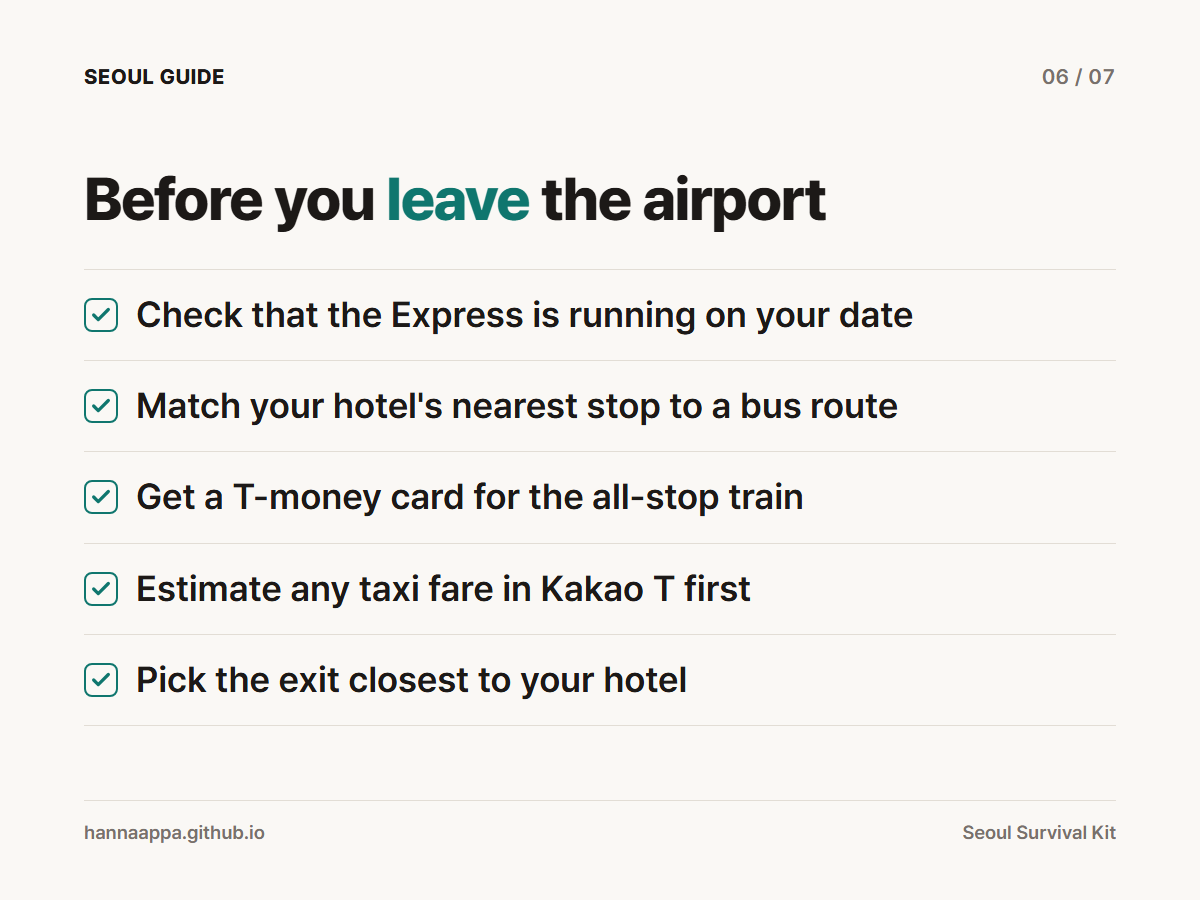 SEOUL GUIDE
06 / 07
Before you leave the airport
Check that the Express is running on your date
Match your hotel's nearest stop to a bus route
Get a T-money card for the all-stop train
Estimate any taxi fare in Kakao T first
Pick the exit closest to your hotel
hannaappa.github.io
Seoul Survival Kit